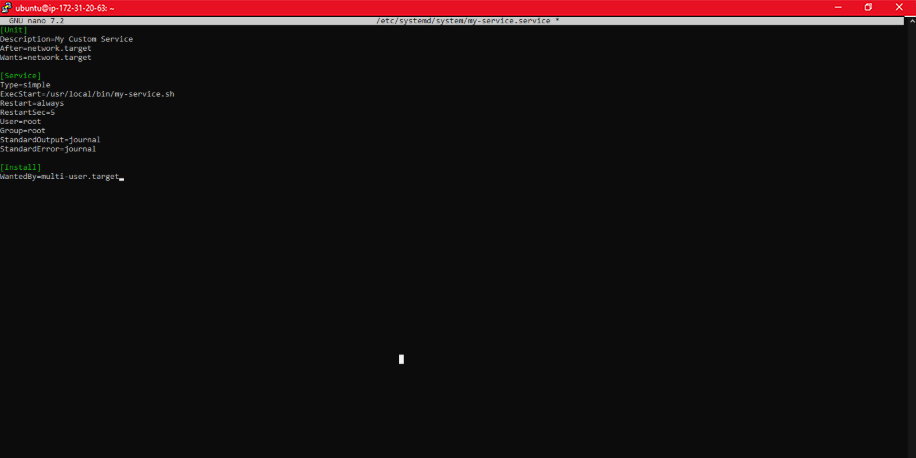 ubuntu@ip-172-31-20-63: ~
GNU nano 7.2 /etc/systemd/system/my-service.service *
[Unit]
Description=My Custom Service
After=network.target
Wants=network.target

[Service]
Type=simple
ExecStart=/usr/local/bin/my-service.sh
Restart=always
RestartSec=5
User=root
Group=root
StandardOutput=journal
StandardError=journal

[Install]
WantedBy=multi-user.target